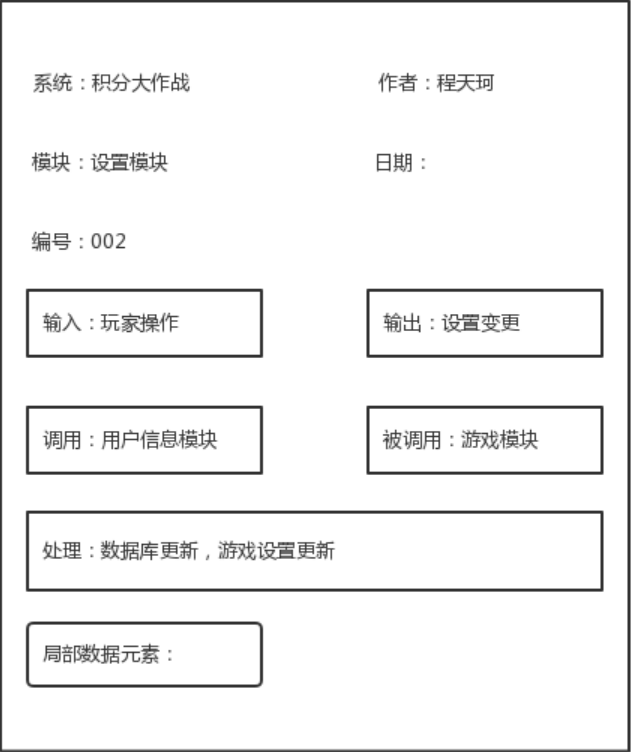 系统：积分大作战
作者：程天珂
模块：设置模块
日期：
编号：002
输入：玩家操作
输出：设置变更
调用：用户信息模块
被调用：游戏模块
处理：数据库更新，游戏设置更新
局部数据元素：